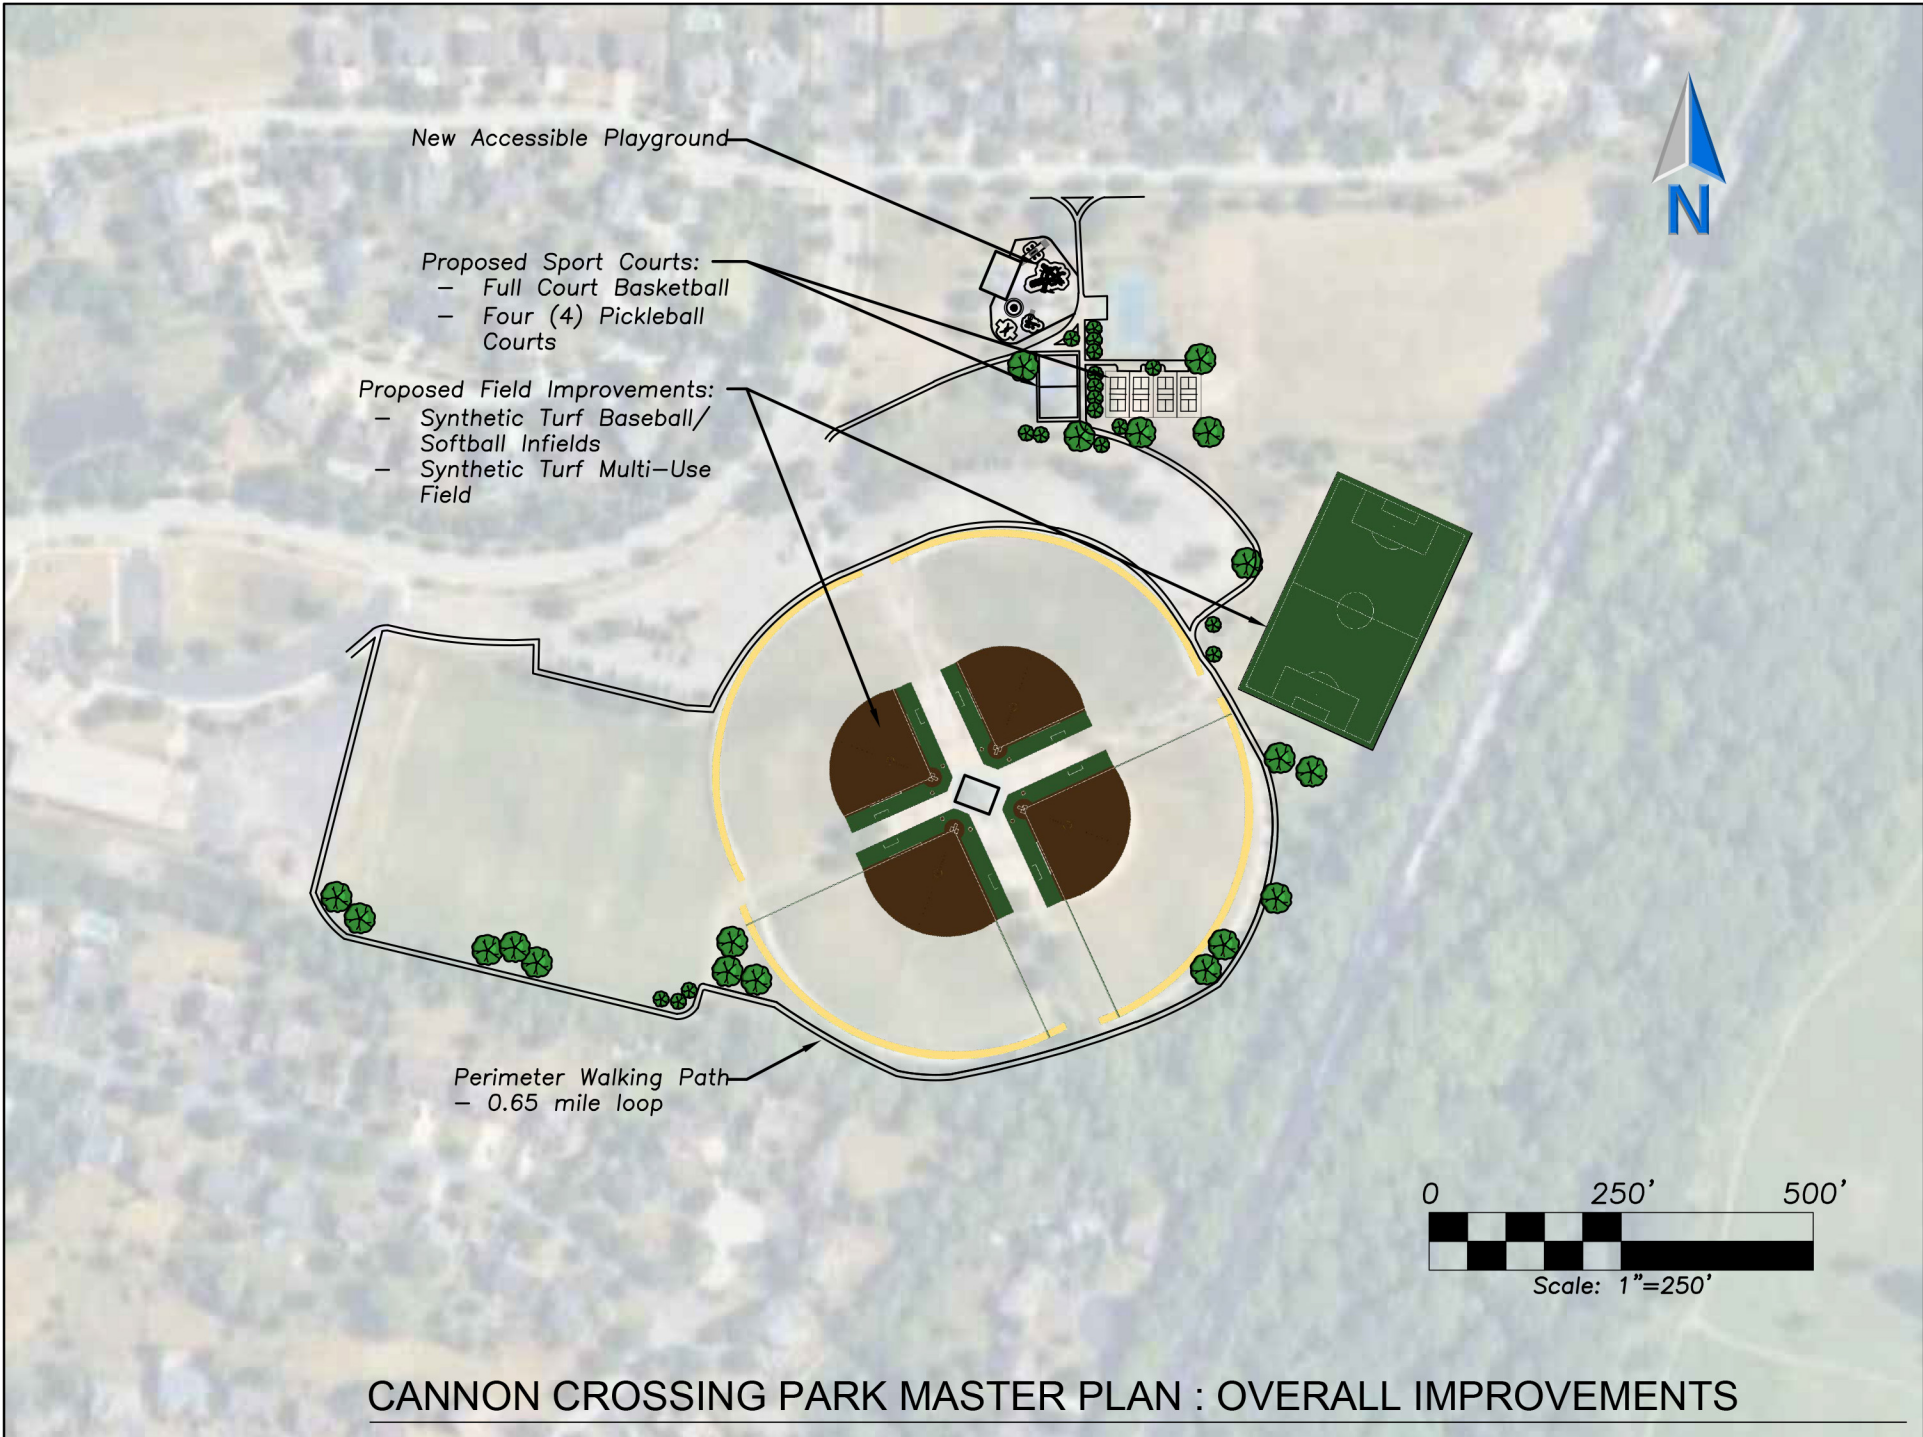 New Accessible Playground
N
Proposed Sport Courts:
– Full Court Basketball
– Four (4) Pickleball
Courts
Proposed Field Improvements:
– Synthetic Turf Baseball/
Softball Infields
– Synthetic Turf Multi–Use
Field
Perimeter Walking Path
– 0.65 mile loop
0 250' 500'
Scale: 1"=250'
CANNON CROSSING PARK MASTER PLAN : OVERALL IMPROVEMENTS